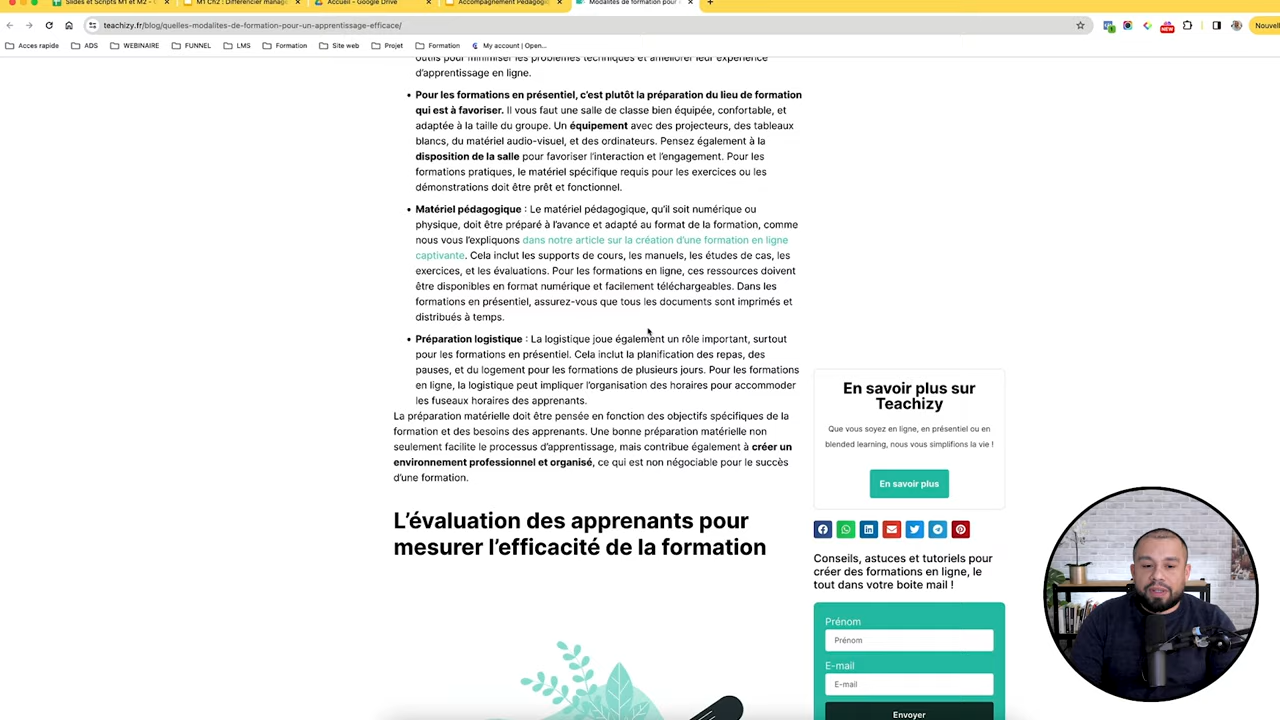 Slides et Scripts M1 et M2 -
M1 Ch2 : Différencier manag
Accueil – Google Drive
Accompagnement Pédagogi
Modalités de formation pour
teachizy.fr/blog/quelles-modalites-de-formation-pour-un-apprentissage-efficace/
NEW
Nouvell
Acces rapide
ADS
WEBINAIRE
FUNNEL
LMS
Formation
Site web
Projet
Formation
My account | Open...
outils pour minimiser les problèmes techniques et améliorer leur expérience
d'apprentissage en ligne.
• Pour les formations en présentiel, c'est plutôt la préparation du lieu de formation
qui est à favoriser. Il vous faut une salle de classe bien équipée, confortable, et
adaptée à la taille du groupe. Un équipement avec des projecteurs, des tableaux
blancs, du matériel audio-visuel, et des ordinateurs. Pensez également à la
disposition de la salle pour favoriser l'interaction et l'engagement. Pour les
formations pratiques, le matériel spécifique requis pour les exercices ou les
démonstrations doit être prêt et fonctionnel.
• Matériel pédagogique : Le matériel pédagogique, qu'il soit numérique ou
physique, doit être préparé à l'avance et adapté au format de la formation, comme
nous vous l'expliquons dans notre article sur la création d'une formation en ligne
captivante. Cela inclut les supports de cours, les manuels, les études de cas, les
exercices, et les évaluations. Pour les formations en ligne, ces ressources doivent
être disponibles en format numérique et facilement téléchargeables. Dans les
formations en présentiel, assurez-vous que tous les documents sont imprimés et
distribués à temps.
• Préparation logistique : La logistique joue également un rôle important, surtout
pour les formations en présentiel. Cela inclut la planification des repas, des
pauses, et du logement pour les formations de plusieurs jours. Pour les formations
en ligne, la logistique peut impliquer l'organisation des horaires pour accommoder
les fuseaux horaires des apprenants.
La préparation matérielle doit être pensée en fonction des objectifs spécifiques de la
formation et des besoins des apprenants. Une bonne préparation matérielle non
seulement facilite le processus d'apprentissage, mais contribue également à créer un
environnement professionnel et organisé, ce qui est non négociable pour le succès
d'une formation.
L'évaluation des apprenants pour
mesurer l'efficacité de la formation
En savoir plus sur
Teachizy
Que vous soyez en ligne, en présentiel ou en
blended learning, nous vous simplifions la vie !
En savoir plus
Conseils, astuces et tutoriels pour
créer des formations en ligne, le
tout dans votre boite mail !
Prénom
Prénom
E-mail
E-mail
Envoyer